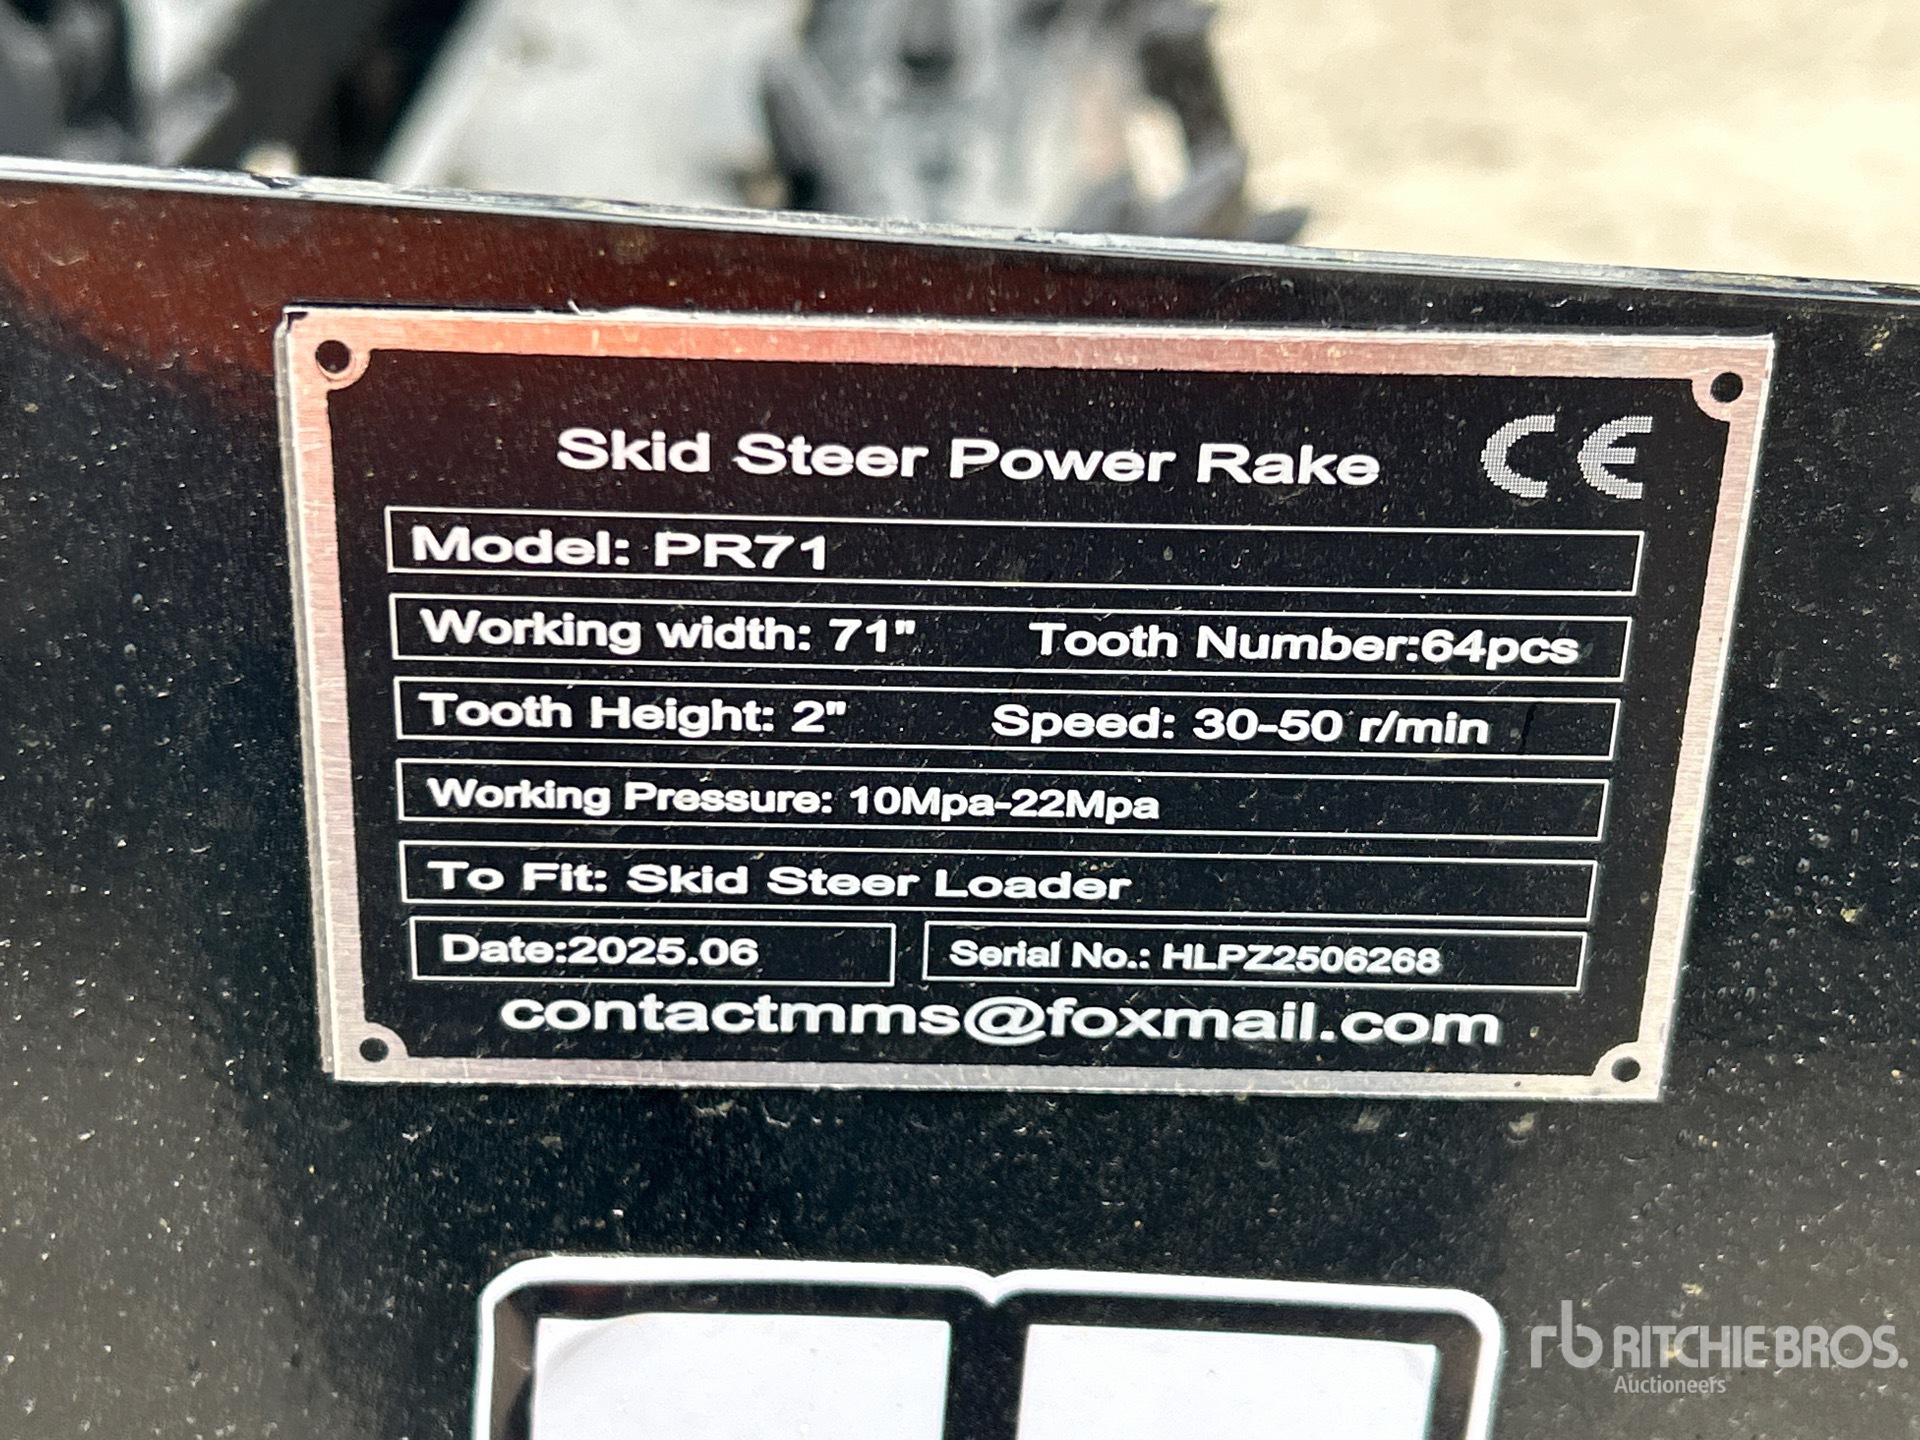 Skid Steer Power Rake CE
Model: PR71
Working width: 71" Tooth Number:64pcs
Tooth Height: 2" Speed: 30-50 r/min
Working Pressure: 10Mpa-22Mpa
To Fit: Skid Steer Loader
Date:2025.06 Serial No.: HLPZ2506268
contactmms@foxmail.com
rb RITCHIE BROS.
Auctioneers